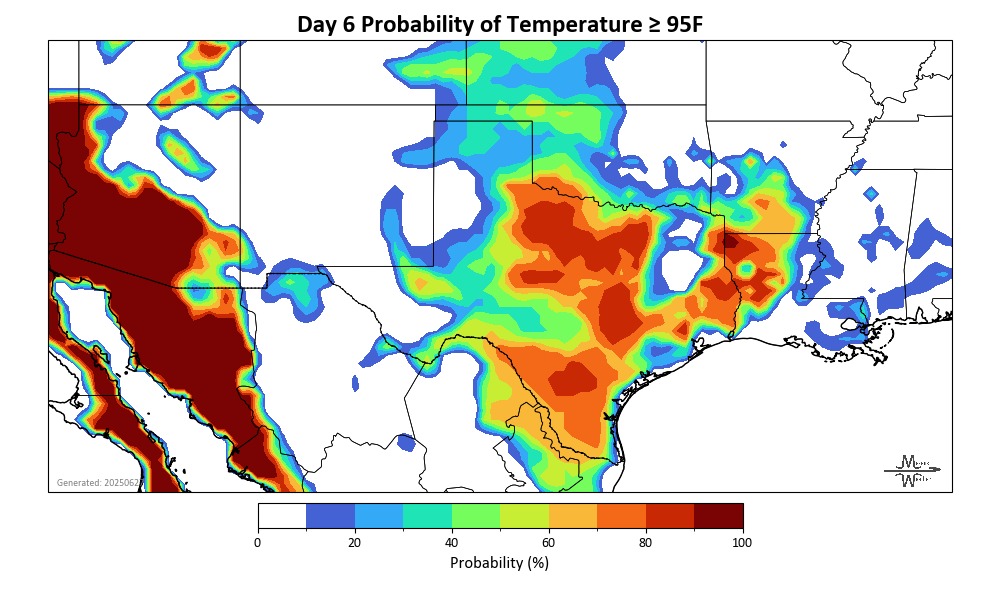 Day 6 Probability of Temperature ≥ 95F
Generated: 2025062
0 20 40 60 80 100
Probability (%)